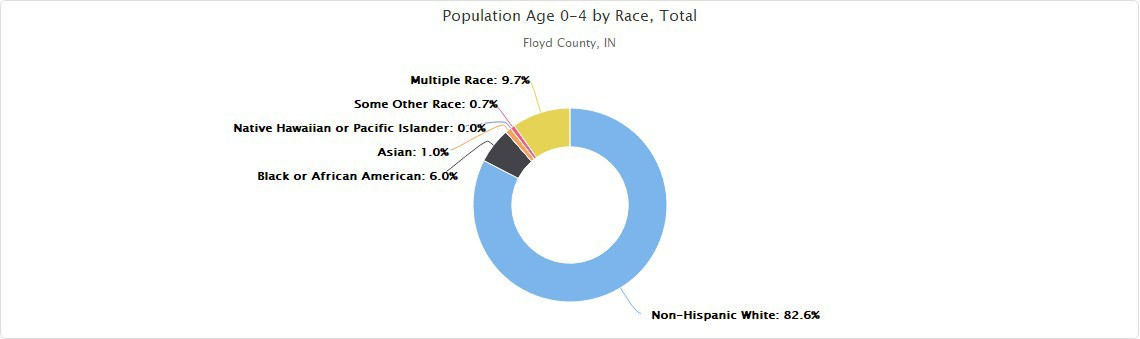 Population Age 0-4 by Race, Total
Floyd County, IN
Multiple Race: 9.7%
Some Other Race: 0.7%
Native Hawaiian or Pacific Islander: 0.0%
Asian: 1.0%
Black or African American: 6.0%
Non-Hispanic White: 82.6%